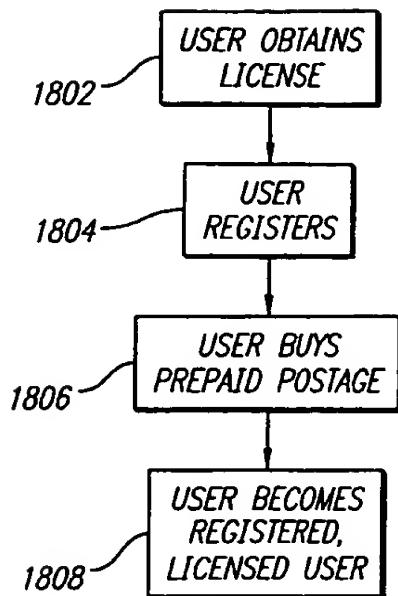 USER OBTAINS
LICENSE
1802
USER
REGISTERS
1804
USER BUYS
PREPAID POSTAGE
1806
USER BECOMES
REGISTERED,
LICENSED USER
1808